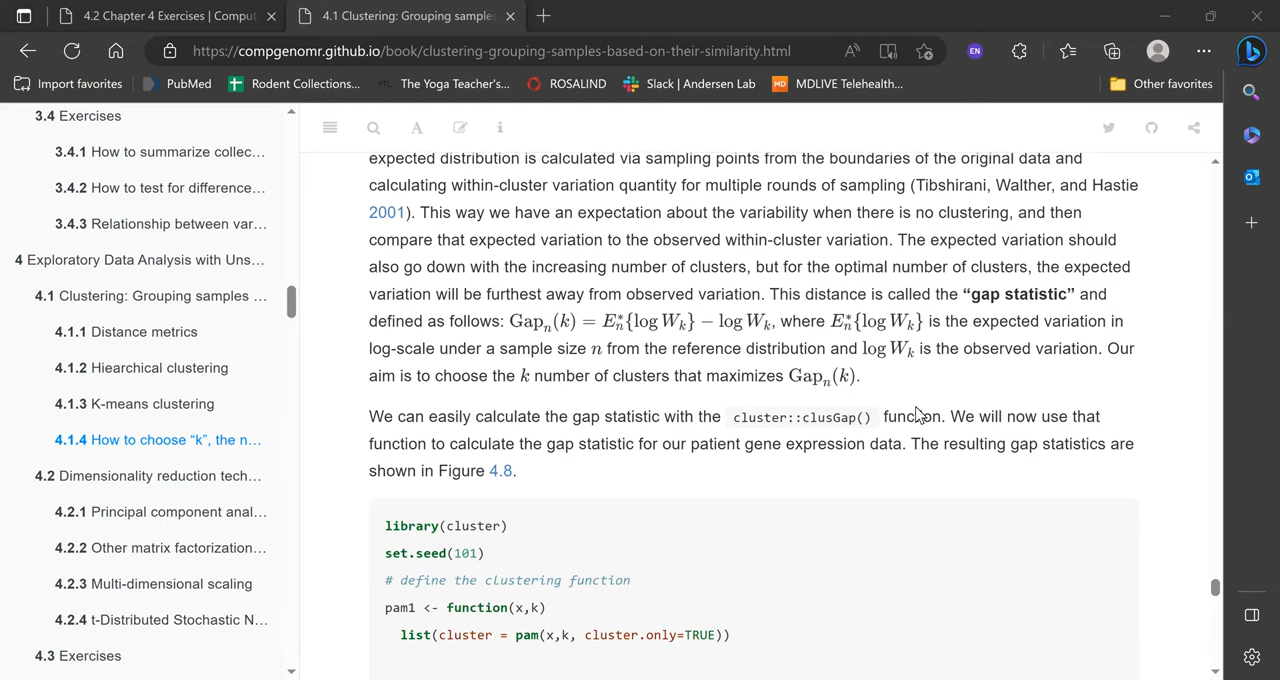 4.2 Chapter 4 Exercises | Comput
4.1 Clustering: Grouping samples
https://compgenomr.github.io/book/clustering-grouping-samples-based-on-their-similarity.html
EN
Import favorites
PubMed
Rodent Collections...
YTL The Yoga Teacher's...
ROSALIND
Slack | Andersen Lab
MD MDLIVE Telehealth...
Other favorites
3.4 Exercises
3.4.1 How to summarize collec...
3.4.2 How to test for difference...
3.4.3 Relationship between var...
4 Exploratory Data Analysis with Uns...
4.1 Clustering: Grouping samples ...
4.1.1 Distance metrics
4.1.2 Hiearchical clustering
4.1.3 K-means clustering
4.1.4 How to choose “k”, the n...
4.2 Dimensionality reduction tech...
4.2.1 Principal component anal...
4.2.2 Other matrix factorization...
4.2.3 Multi-dimensional scaling
4.2.4 t-Distributed Stochastic N...
4.3 Exercises
expected distribution is calculated via sampling points from the boundaries of the original data and
calculating within-cluster variation quantity for multiple rounds of sampling (Tibshirani, Walther, and Hastie
2001). This way we have an expectation about the variability when there is no clustering, and then
compare that expected variation to the observed within-cluster variation. The expected variation should
also go down with the increasing number of clusters, but for the optimal number of clusters, the expected
variation will be furthest away from observed variation. This distance is called the “gap statistic” and
defined as follows: Gap_n(k) = E_n^*{log W_k} − log W_k, where E_n^*{log W_k} is the expected variation in
log-scale under a sample size n from the reference distribution and log W_k is the observed variation. Our
aim is to choose the k number of clusters that maximizes Gap_n(k).
We can easily calculate the gap statistic with the cluster::clusGap() function. We will now use that
function to calculate the gap statistic for our patient gene expression data. The resulting gap statistics are
shown in Figure 4.8.
library(cluster)
set.seed(101)
# define the clustering function
pam1 <- function(x,k)
list(cluster = pam(x,k, cluster.only=TRUE))